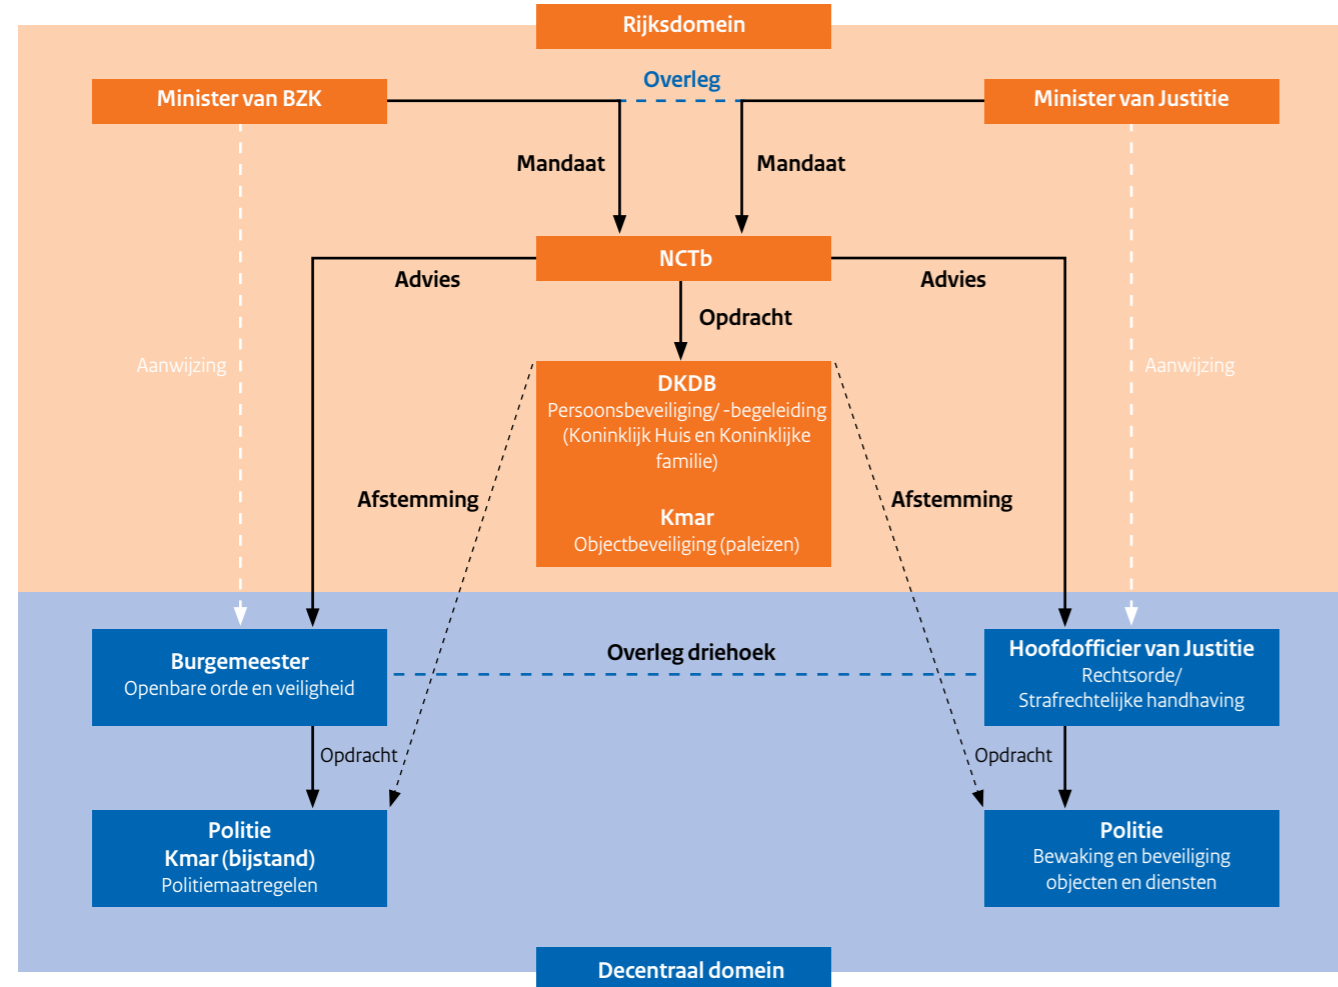 Rijksdomein
Overleg
Minister van BZK
Minister van Justitie
Mandaat
Mandaat
NCTb
Advies
Advies
Opdracht
Aanwijzing
Aanwijzing
DKDB
Persoonsbeveiliging/ -begeleiding
(Koninklijk Huis en Koninklijke
familie)
Afstemming
Afstemming
Kmar
Objectbeveiliging (paleizen)
Burgemeester
Openbare orde en veiligheid
Overleg driehoek
Hoofdofficier van Justitie
Rechtsorde/
Strafrechtelijke handhaving
Opdracht
Opdracht
Politie
Kmar (bijstand)
Politiemaatregelen
Politie
Bewaking en beveiliging
objecten en diensten
Decentraal domein